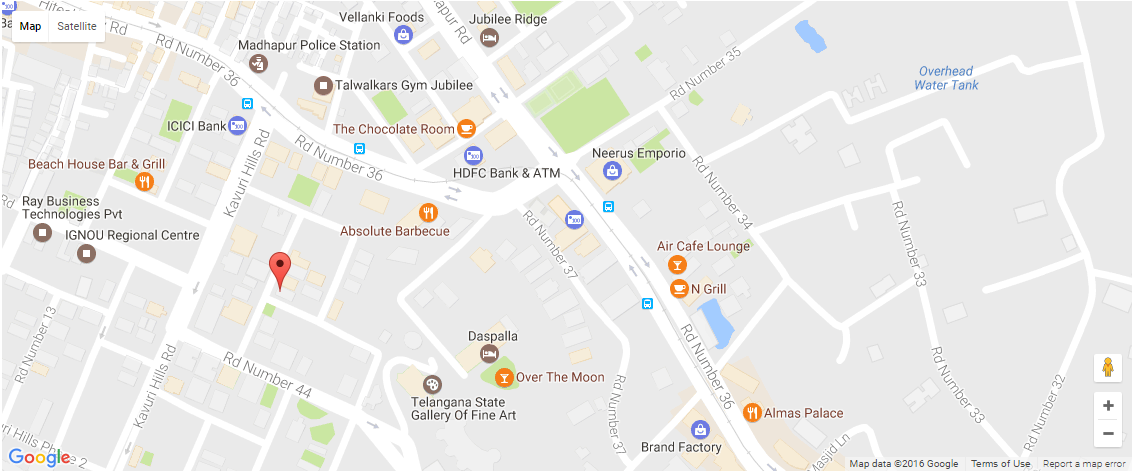 Vellanki Foods
Jubilee Ridge
Map
Satellite
Rd Number 36
Madhapur Police Station
Talwalkars Gym Jubilee
Rd Number 35
Overhead
Water Tank
ICICI Bank
The Chocolate Room
Rd Number 36
HDFC Bank & ATM
Neerus Emporio
Beach House Bar & Grill
Kavuri Hills Rd
Ray Business
Technologies Pvt
IGNOU Regional Centre
Absolute Barbecue
Rd Number 37
Rd Number 34
Air Cafe Lounge
N Grill
Rd Number 33
Rd Number 13
Daspalla
Over The Moon
Kavuri Hills Rd
Rd Number 44
Telangana State
Gallery Of Fine Art
Rd Number 37
Rd Number 36
Almas Palace
Brand Factory
Rd Number 32
Masjid Ln
Hills Phase 2
Google
Map data ©2016 Google
Terms of Use
Report a map error